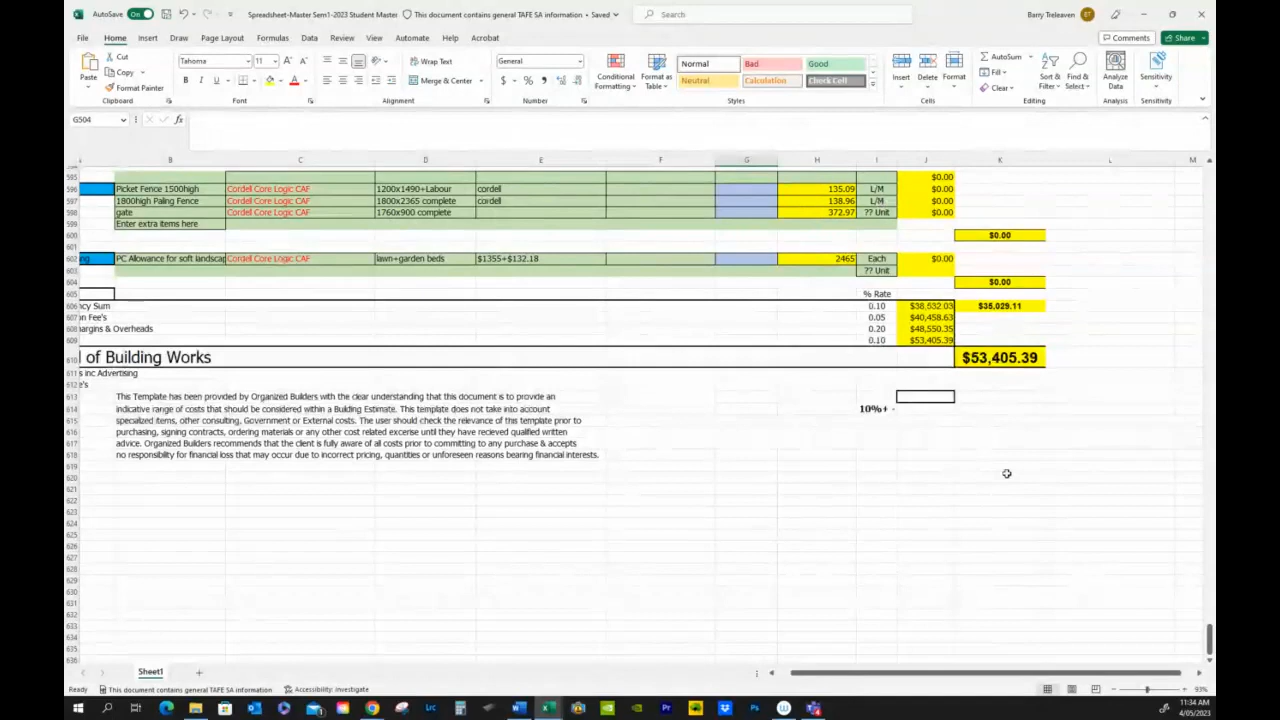 AutoSave On Spreadsheet-Master Sem1-2023 Student Master This document contains general TAFE SA information • Saved Search Barry Treleaven BT
File Home Insert Draw Page Layout Formulas Data Review View Automate Help Acrobat Comments Share
Paste Cut Copy Format Painter Clipboard
Tahoma 11 B I U Font
Wrap Text Merge & Center Alignment
General $ % Number
Conditional Formatting Format as Table Normal Bad Good Neutral Calculation Check Cell Styles
Insert Delete Format Cells
AutoSum Fill Clear Sort & Filter Find & Select Editing
Analyze Data Analysis
Sensitivity Sensitivity
G504 fx
B C D E F G H I J K L M
595 $0.00
596 Picket Fence 1500high Cordel Core Logic CAF 1200x1490+Labour cordell 135.09 L/M $0.00
597 1800high Paling Fence Cordel Core Logic CAF 1800x2365 complete cordell 138.96 L/M $0.00
598 gate Cordel Core Logic CAF 1760x900 complete 372.97 ?? Unit $0.00
599 Enter extra items here
600 $0.00
601
602 ng PC Allowance for soft landscap Cordel Core Logic CAF lawn+garden beds $1355+$132.18 2465 Each $0.00
603 ?? Unit
604 $0.00
605 % Rate
606 cy Sum 0.10 $38,532.03 $35,029.11
607 n Fee's 0.05 $40,458.63
608 argins & Overheads 0.20 $48,550.35
609 0.10 $53,405.39
610 l of Building Works $53,405.39
611 s inc Advertising
612 e's
613 This Template has been provided by Organized Builders with the clear understanding that this document is to provide an
614 indicative range of costs that should be considered within a Building Estimate. This template does not take into account 10%+ -
615 specialized items, other consulting, Government or External costs. The user should check the relevance of this template prior to
616 purchasing, signing contracts, ordering materials or any other cost related excerise until they have recieved qualified written
617 advice. Organized Builders recommends that the client is fully aware of all costs prior to committing to any purchase & accepts
618 no responsibility for financial loss that may occur due to incorrect pricing, quantities or unforeseen reasons bearing financial interests.
619
620
621
622
623
624
625
626
627
628
629
630
631
632
633
634
635
636
Sheet1
Ready This document contains general TAFE SA information Accessibility: Investigate 93%
11:34 AM
4/05/2023